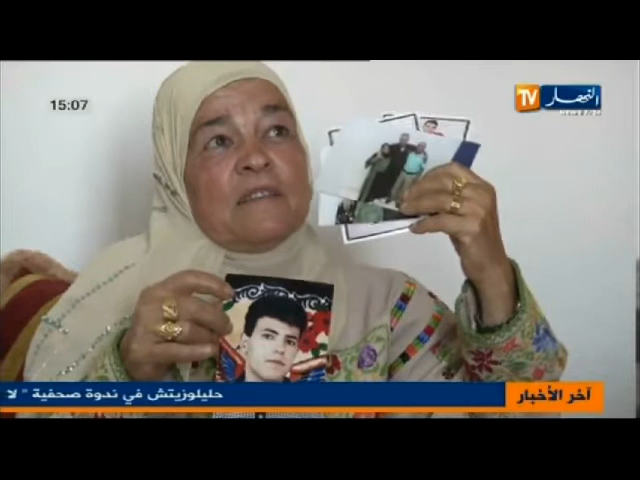 15:07
TV النهار
حليلوزيتش في ندوة صحفية " لا
آخر الأخبار